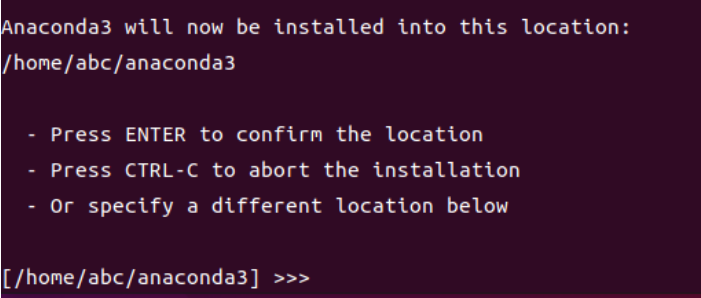 Anaconda3 will now be installed into this location:
/home/abc/anaconda3
- Press ENTER to confirm the location
- Press CTRL-C to abort the installation
- Or specify a different location below
[/home/abc/anaconda3] >>>